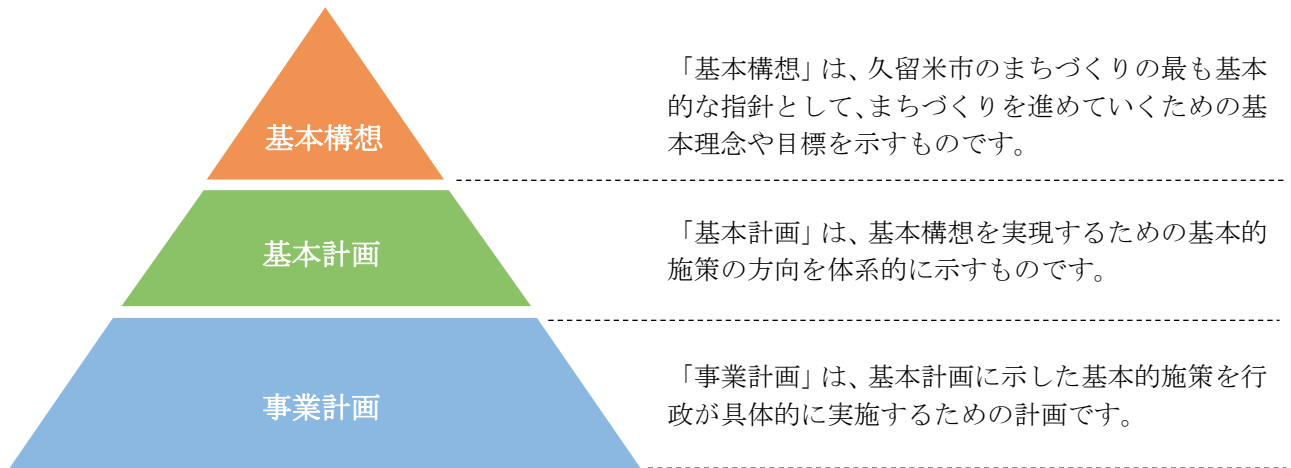 基本構想
「基本構想」は、久留米市のまちづくりの最も基本
的な指針として、まちづくりを進めていくための基
本理念や目標を示すものです。
基本計画
「基本計画」は、基本構想を実現するための基本的
施策の方向を体系的に示すものです。
事業計画
「事業計画」は、基本計画に示した基本的施策を行
政が具体的に実施するための計画です。